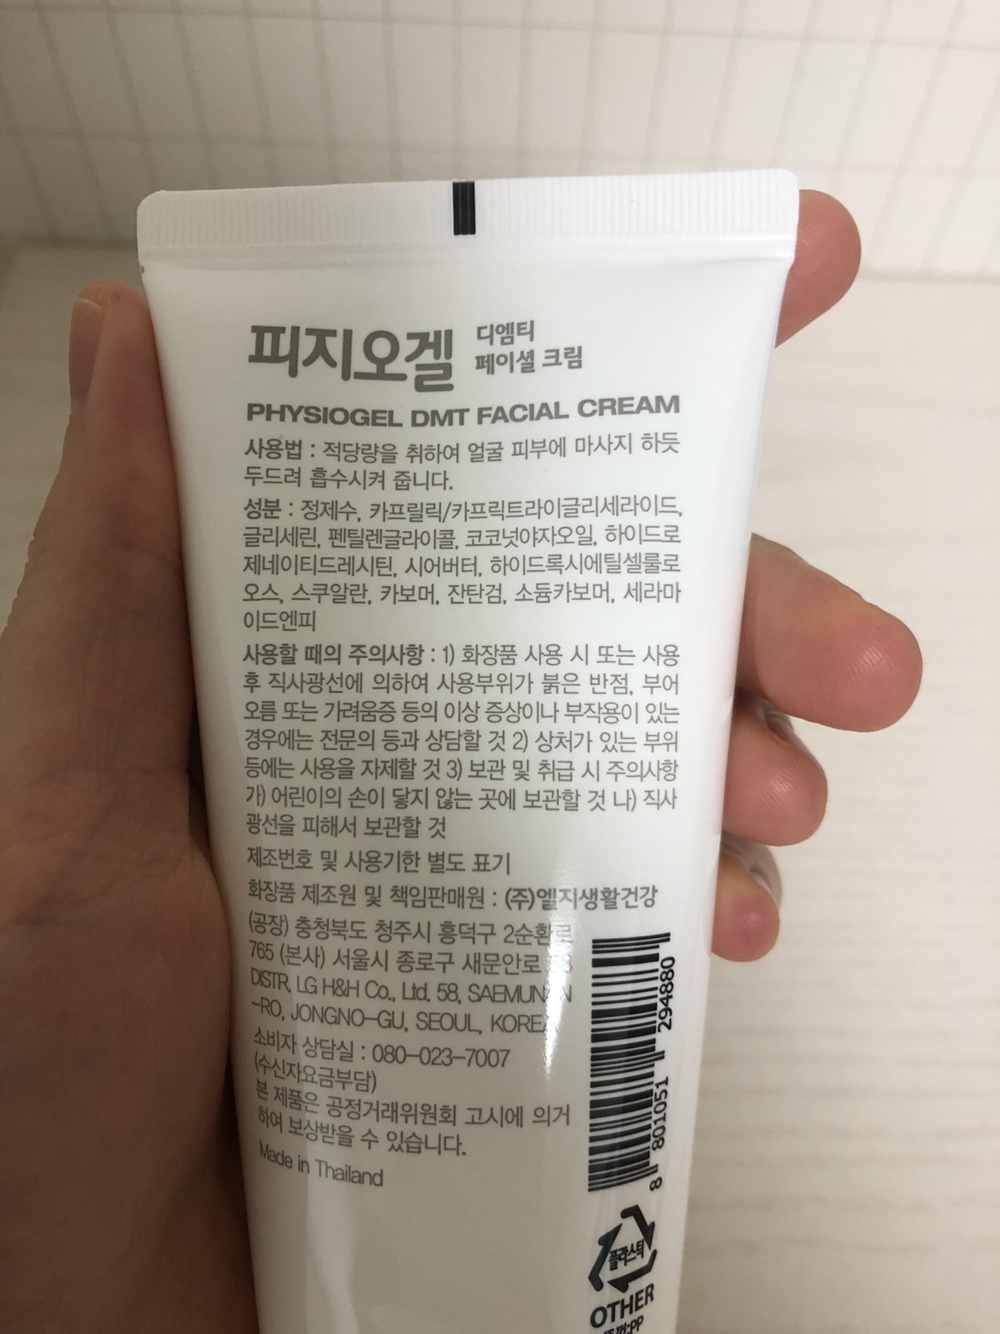 피지오겔 디엠티
페이셜 크림
PHYSIOGEL DMT FACIAL CREAM
사용법 : 적당량을 취하여 얼굴 피부에 마사지 하듯
두드려 흡수시켜 줍니다.
성분 : 정제수, 카프릴릭/카프릭트라이글리세라이드,
글리세린, 펜틸렌글라이콜, 코코넛야자오일, 하이드로
제네이티드레시틴, 시어버터, 하이드록시에틸셀룰로
오스, 스쿠알란, 카보머, 잔탄검, 소듐카보머, 세라마
이드엔피
사용할 때의 주의사항 : 1) 화장품 사용 시 또는 사용
후 직사광선에 의하여 사용부위가 붉은 반점, 부어
오름 또는 가려움증 등의 이상 증상이나 부작용이 있는
경우에는 전문의 등과 상담할 것 2) 상처가 있는 부위
등에는 사용을 자제할 것 3) 보관 및 취급 시 주의사항
가) 어린이의 손이 닿지 않는 곳에 보관할 것 나) 직사
광선을 피해서 보관할 것
제조번호 및 사용기한 별도 표기
화장품 제조원 및 책임판매원 : (주)엘지생활건강
(공장) 충청북도 청주시 흥덕구 2순환로
765 (본사) 서울시 종로구 새문안로
DISTR. LG H&H Co., Ltd. 58, SAEMUNAN
-RO, JONGNO-GU, SEOUL, KOREA
소비자 상담실 : 080-023-7007
(수신자요금부담)
본 제품은 공정거래위원회 고시에 의거
하여 보상받을 수 있습니다.
Made in Thailand
8 801051 294880
플라스틱
OTHER